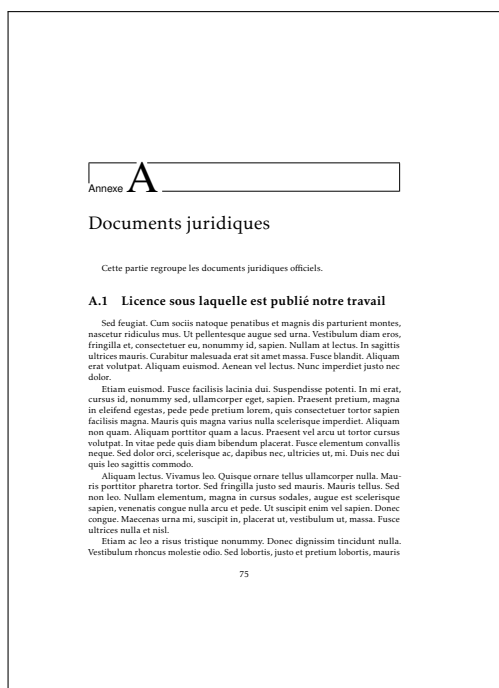 Annexe A
Documents juridiques
Cette partie regroupe les documents juridiques officiels.
A.1 Licence sous laquelle est publié notre travail
Sed feugiat. Cum sociis natoque penatibus et magnis dis parturient montes,
nascetur ridiculus mus. Ut pellentesque augue sed urna. Vestibulum diam eros,
fringilla et, consectetuer eu, nonummy id, sapien. Nullam at lectus. In sagittis
ultrices mauris. Curabitur malesuada erat sit amet massa. Fusce blandit. Aliquam
erat volutpat. Aliquam euismod. Aenean vel lectus. Nunc imperdiet justo nec
dolor.
Etiam euismod. Fusce facilisis lacinia dui. Suspendisse potenti. In mi erat,
cursus id, nonummy sed, ullamcorper eget, sapien. Praesent pretium, magna
in eleifend egestas, pede pede pretium lorem, quis consectetuer tortor sapien
facilisis magna. Mauris quis magna varius nulla scelerisque imperdiet. Aliquam
non quam. Aliquam porttitor quam a lacus. Praesent vel arcu ut tortor cursus
volutpat. In vitae pede quis diam bibendum placerat. Fusce elementum convallis
neque. Sed dolor orci, scelerisque ac, dapibus nec, ultricies ut, mi. Duis nec dui
quis leo sagittis commodo.
Aliquam lectus. Vivamus leo. Quisque ornare tellus ullamcorper nulla. Mau-
ris porttitor pharetra tortor. Sed fringilla justo sed mauris. Mauris tellus. Sed
non leo. Nullam elementum, magna in cursus sodales, augue est scelerisque
sapien, venenatis congue nulla arcu et pede. Ut suscipit enim vel sapien. Donec
congue. Maecenas urna mi, suscipit in, placerat ut, vestibulum ut, massa. Fusce
ultrices nulla et nisl.
Etiam ac leo a risus tristique nonummy. Donec dignissim tincidunt nulla.
Vestibulum rhoncus molestie odio. Sed lobortis, justo et pretium lobortis, mauris
75